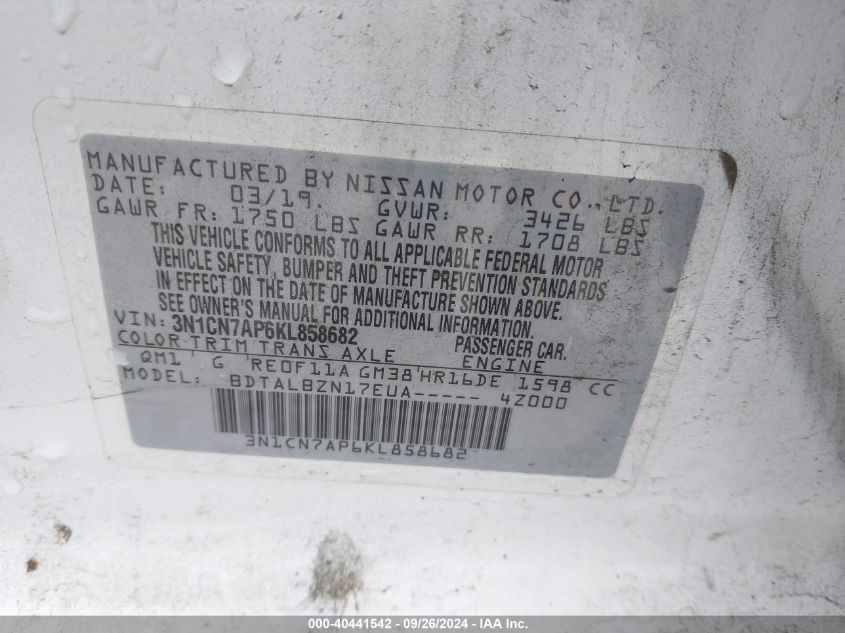 MANUFACTURED BY NISSAN MOTOR CO., LTD.
DATE: 03/19. GVWR: 3426 LBS
GAWR FR: 1750 LBS GAWR RR: 1708 LBS
THIS VEHICLE CONFORMS TO ALL APPLICABLE FEDERAL MOTOR
VEHICLE SAFETY, BUMPER AND THEFT PREVENTION STANDARDS
IN EFFECT ON THE DATE OF MANUFACTURE SHOWN ABOVE.
SEE OWNER'S MANUAL FOR ADDITIONAL INFORMATION.
VIN: 3N1CN7AP6KL858682 PASSENGER CAR.
COLOR TRIM TRANS AXLE ENGINE
QM1 ' G 'RE0F11A GM38'HR16DE 1598 CC
MODEL: BDTALBZN17EUA----- 4Z000
3N1CN7AP6KL858682
000-40441542 - 09/26/2024 - IAA Inc.